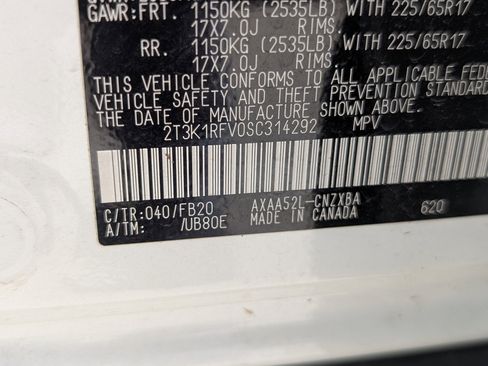 GAWR:FRT. 1150KG (2535LB) WITH 225/65R17
17X7.0J RIMS.
RR. 1150KG (2535LB) WITH 225/65R17
17X7.0J RIMS.
THIS VEHICLE CONFORMS TO ALL APPLICABLE FEDE
VEHICLE SAFETY AND THEFT PREVENTION STANDARD
THE DATE OF MANUFACTURE SHOWN ABOVE.
2T3K1RFV0SC314292 MPV
C/TR:040/FB20 AXAA52L-CNZXBA 620
A/TM: /UB80E MADE IN CANADA